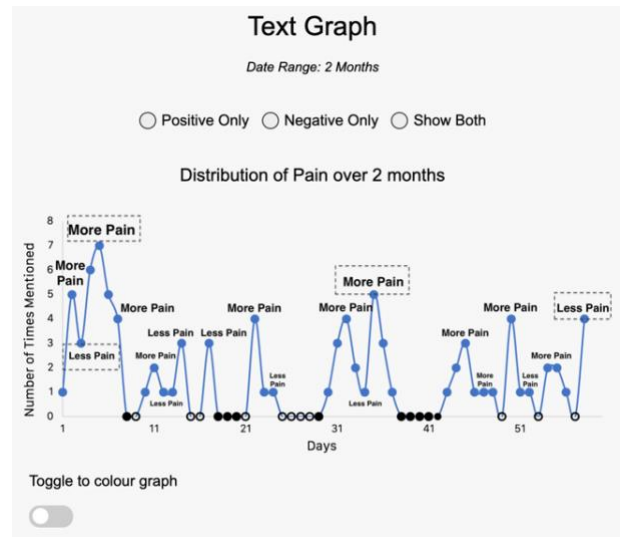 Text Graph
Date Range: 2 Months
Positive Only Negative Only Show Both
Distribution of Pain over 2 months
Number of Times Mentioned
8
7
6
5
4
3
2
1
0
More Pain
More
Pain
Less Pain
More Pain
More Pain
Less Pain
Less Pain
Less Pain
More Pain
Less
Pain
More Pain
More Pain
Less Pain
More Pain
More
Pain
More Pain
Less
Pain
More Pain
Less Pain
1 11 21 31 41 51
Days
Toggle to colour graph